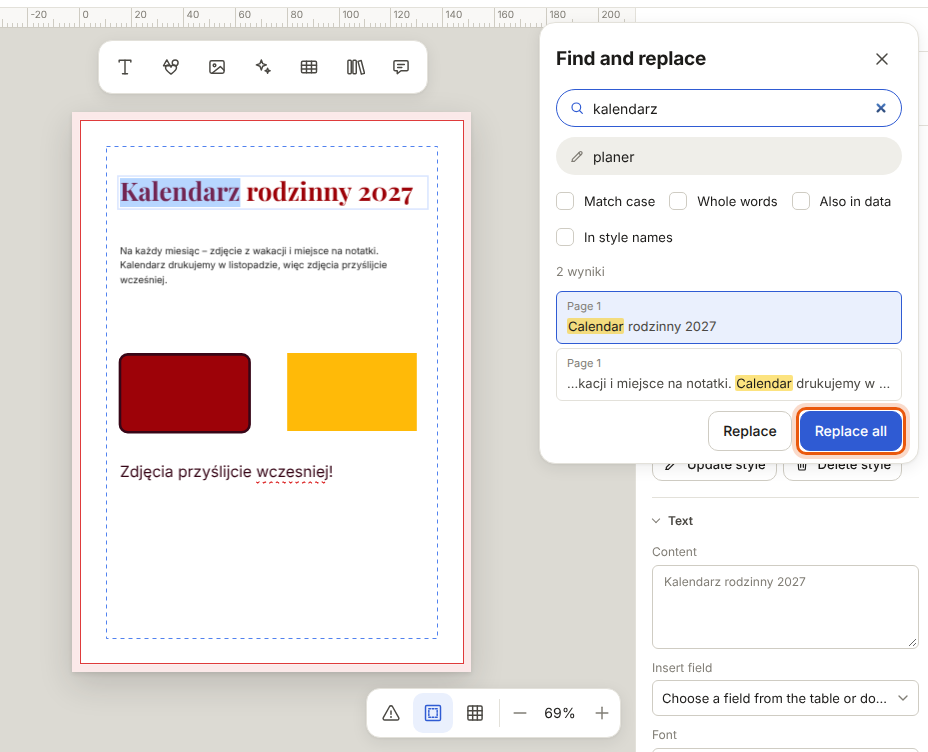 -20 0 20 40 60 80 100 120 140 160 180 200
Find and replace
kalendarz
planer
Match case Whole words Also in data
In style names
2 wyniki
Page 1
Calendar rodzinny 2027
Page 1
...kacji i miejsce na notatki. Calendar drukujemy w ...
Replace Replace all
Kalendarz rodzinny 2027
Na każdy miesiąc – zdjęcie z wakacji i miejsce na notatki.
Kalendarz drukujemy w listopadzie, więc zdjęcia przyślijcie
wcześniej.
Zdjęcia przyślijcie wczesniej!
Update style Delete style
Text
Content
Kalendarz rodzinny 2027
Insert field
Choose a field from the table or do...
Font
69%